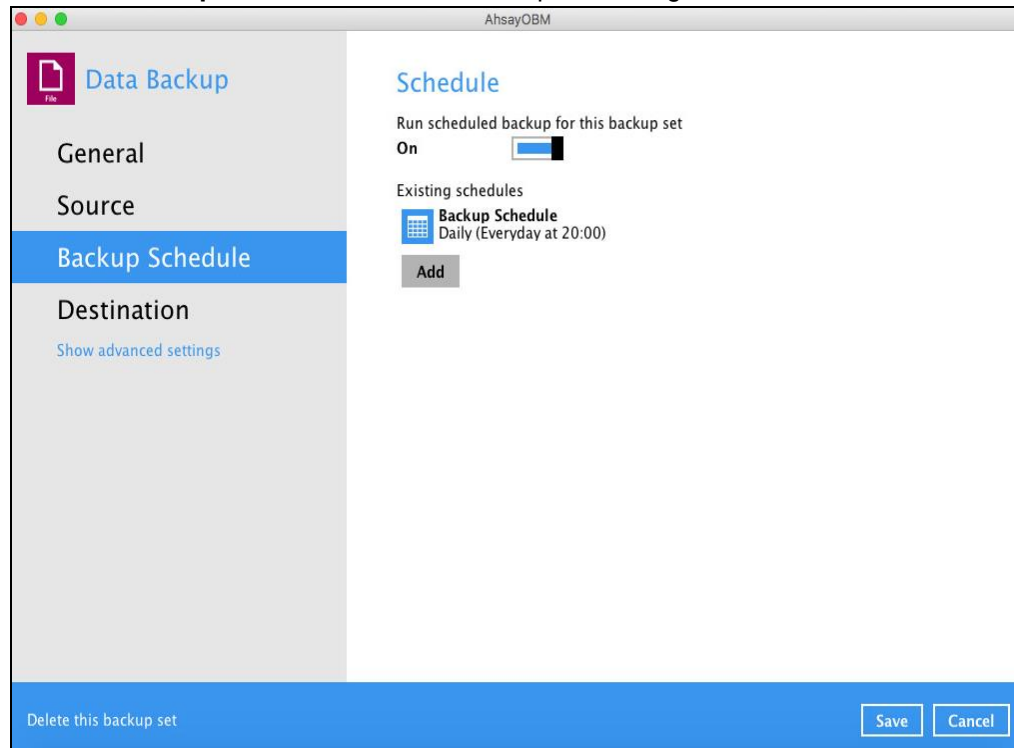 AhsayOBM
File
Data Backup
General
Source
Backup Schedule
Destination
Show advanced settings
Schedule
Run scheduled backup for this backup set
On
Existing schedules
Backup Schedule
Daily (Everyday at 20:00)
Add
Delete this backup set
Save
Cancel